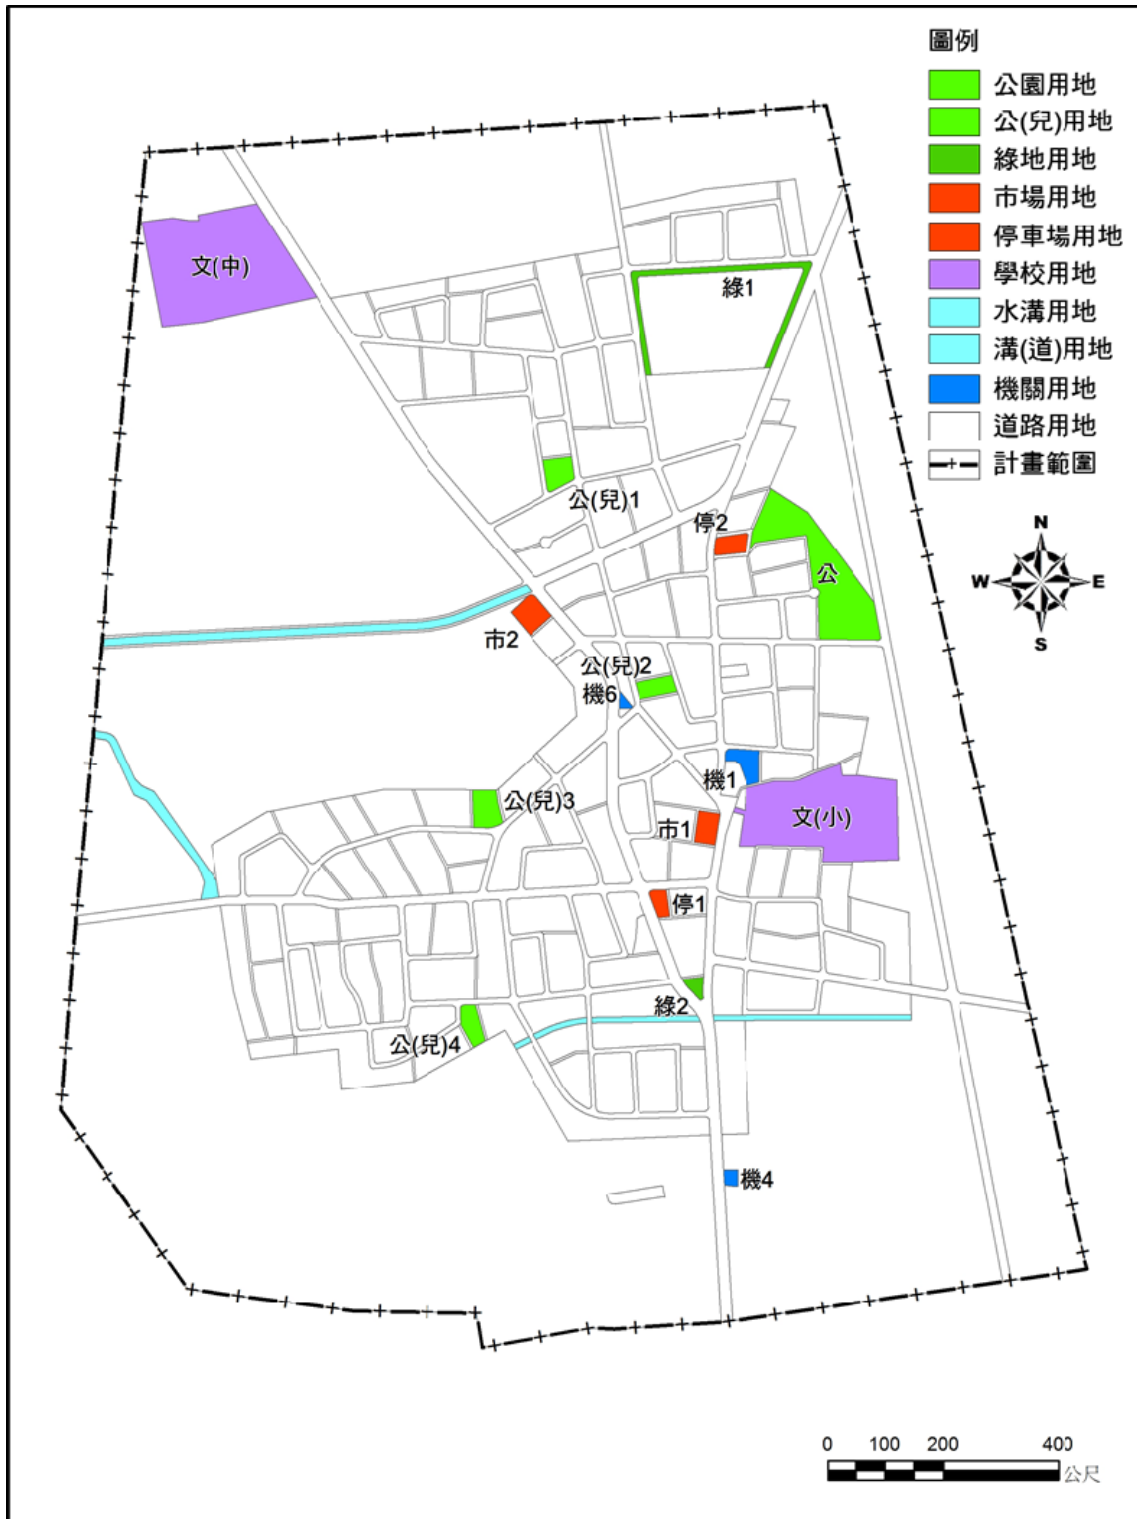 圖例
公園用地
公(兒)用地
綠地用地
市場用地
停車場用地
學校用地
水溝用地
溝(道)用地
機關用地
道路用地
計畫範圍
文(中)
綠1
公(兒)1
停2
公
N
W E
S
市2
公(兒)2
機6
機1
公(兒)3
市1
文(小)
停1
綠2
公(兒)4
機4
0 100 200 400
公尺